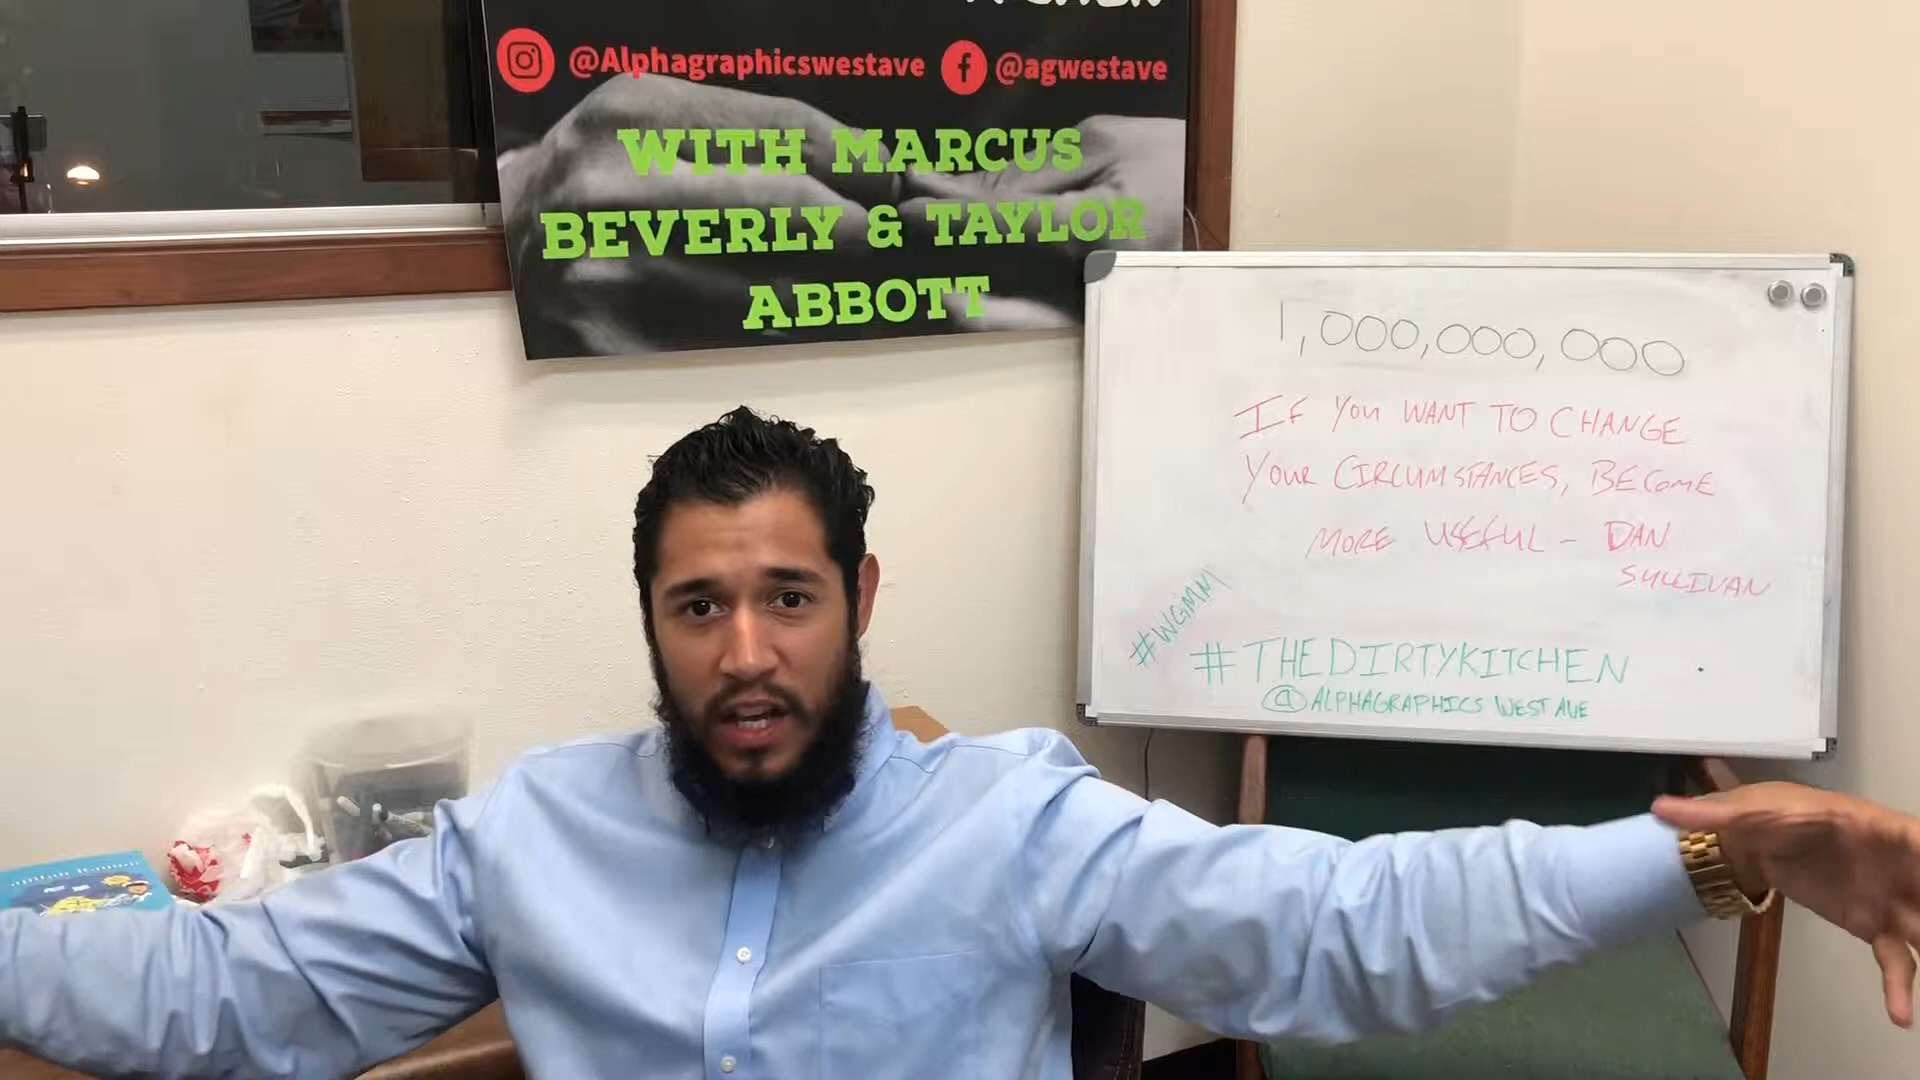 @Alphagraphicswestave @agwestave
WITH MARCUS
BEVERLY & TAYLOR
ABBOTT
1,000,000,000
IF YOU WANT TO CHANGE
YOUR CIRCUMSTANCES, BECOME
MORE USEFUL - DAN
SULLIVAN
#WGMM
#THEDIRTYKITCHEN
@ALPHAGRAPHICS WEST AVE